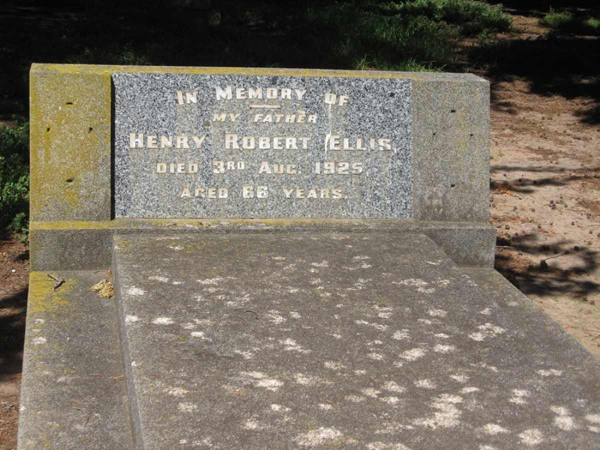 IN MEMORY OF
MY FATHER
HENRY ROBERT ELLIS,
DIED 3RD AUG. 1925
AGED 66 YEARS.